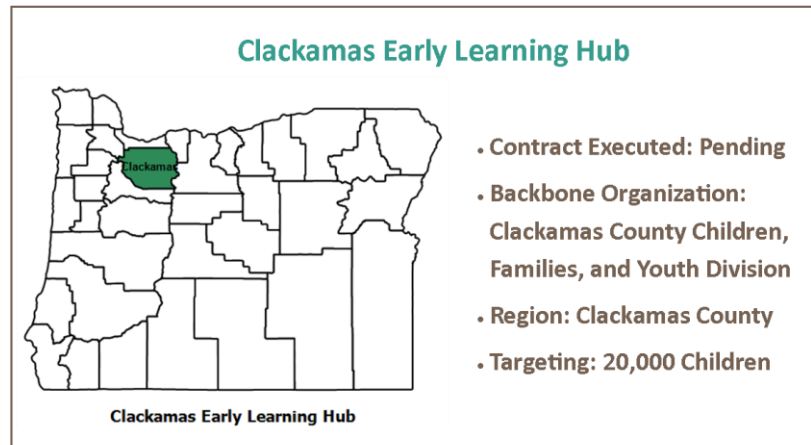 Clackamas Early Learning Hub
Clackamas
Clackamas Early Learning Hub
• Contract Executed: Pending
• Backbone Organization:
Clackamas County Children,
Families, and Youth Division
• Region: Clackamas County
• Targeting: 20,000 Children